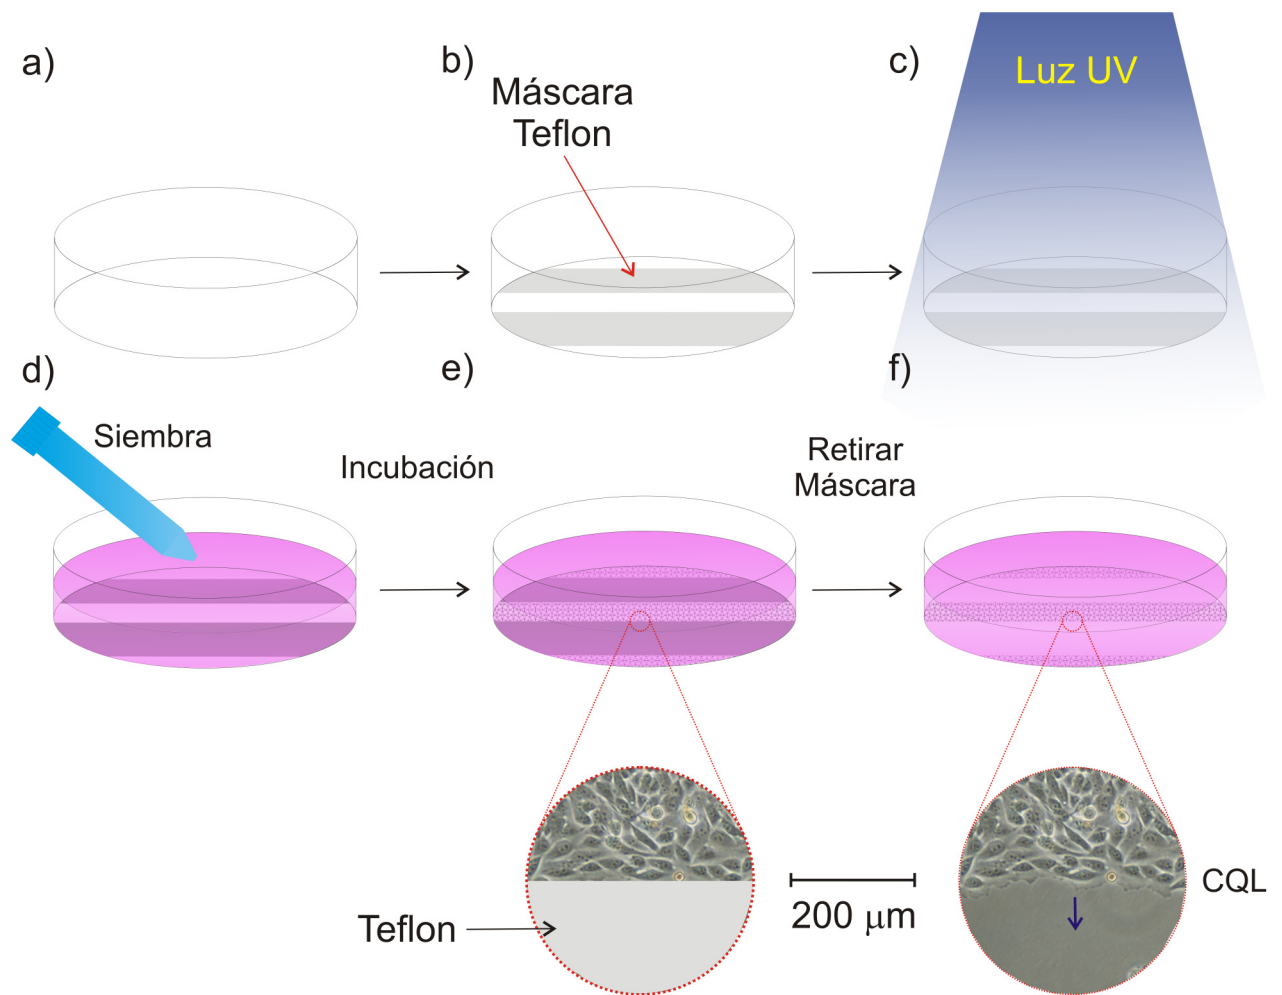 a)
b)
c)
Luz UV
Máscara
Teflon
d)
e)
f)
Siembra
Incubación
Retirar
Máscara
Teflon
200 μm
CQL